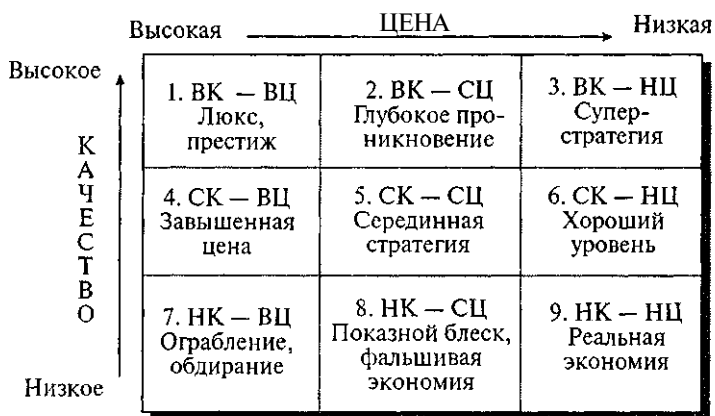 Высокая ЦЕНА Низкая
Высокое
1. ВК – ВЦ
Люкс,
престиж
2. ВК – СЦ
Глубокое про-
никновение
3. ВК – НЦ
Супер-
стратегия
КАЧЕСТВО
4. СК – ВЦ
Завышенная
цена
5. СК – СЦ
Серединная
стратегия
6. СК – НЦ
Хороший
уровень
7. НК – ВЦ
Ограбление,
обдирание
8. НК – СЦ
Показной блеск,
фальшивая
экономия
9. НК – НЦ
Реальная
экономия
Низкое